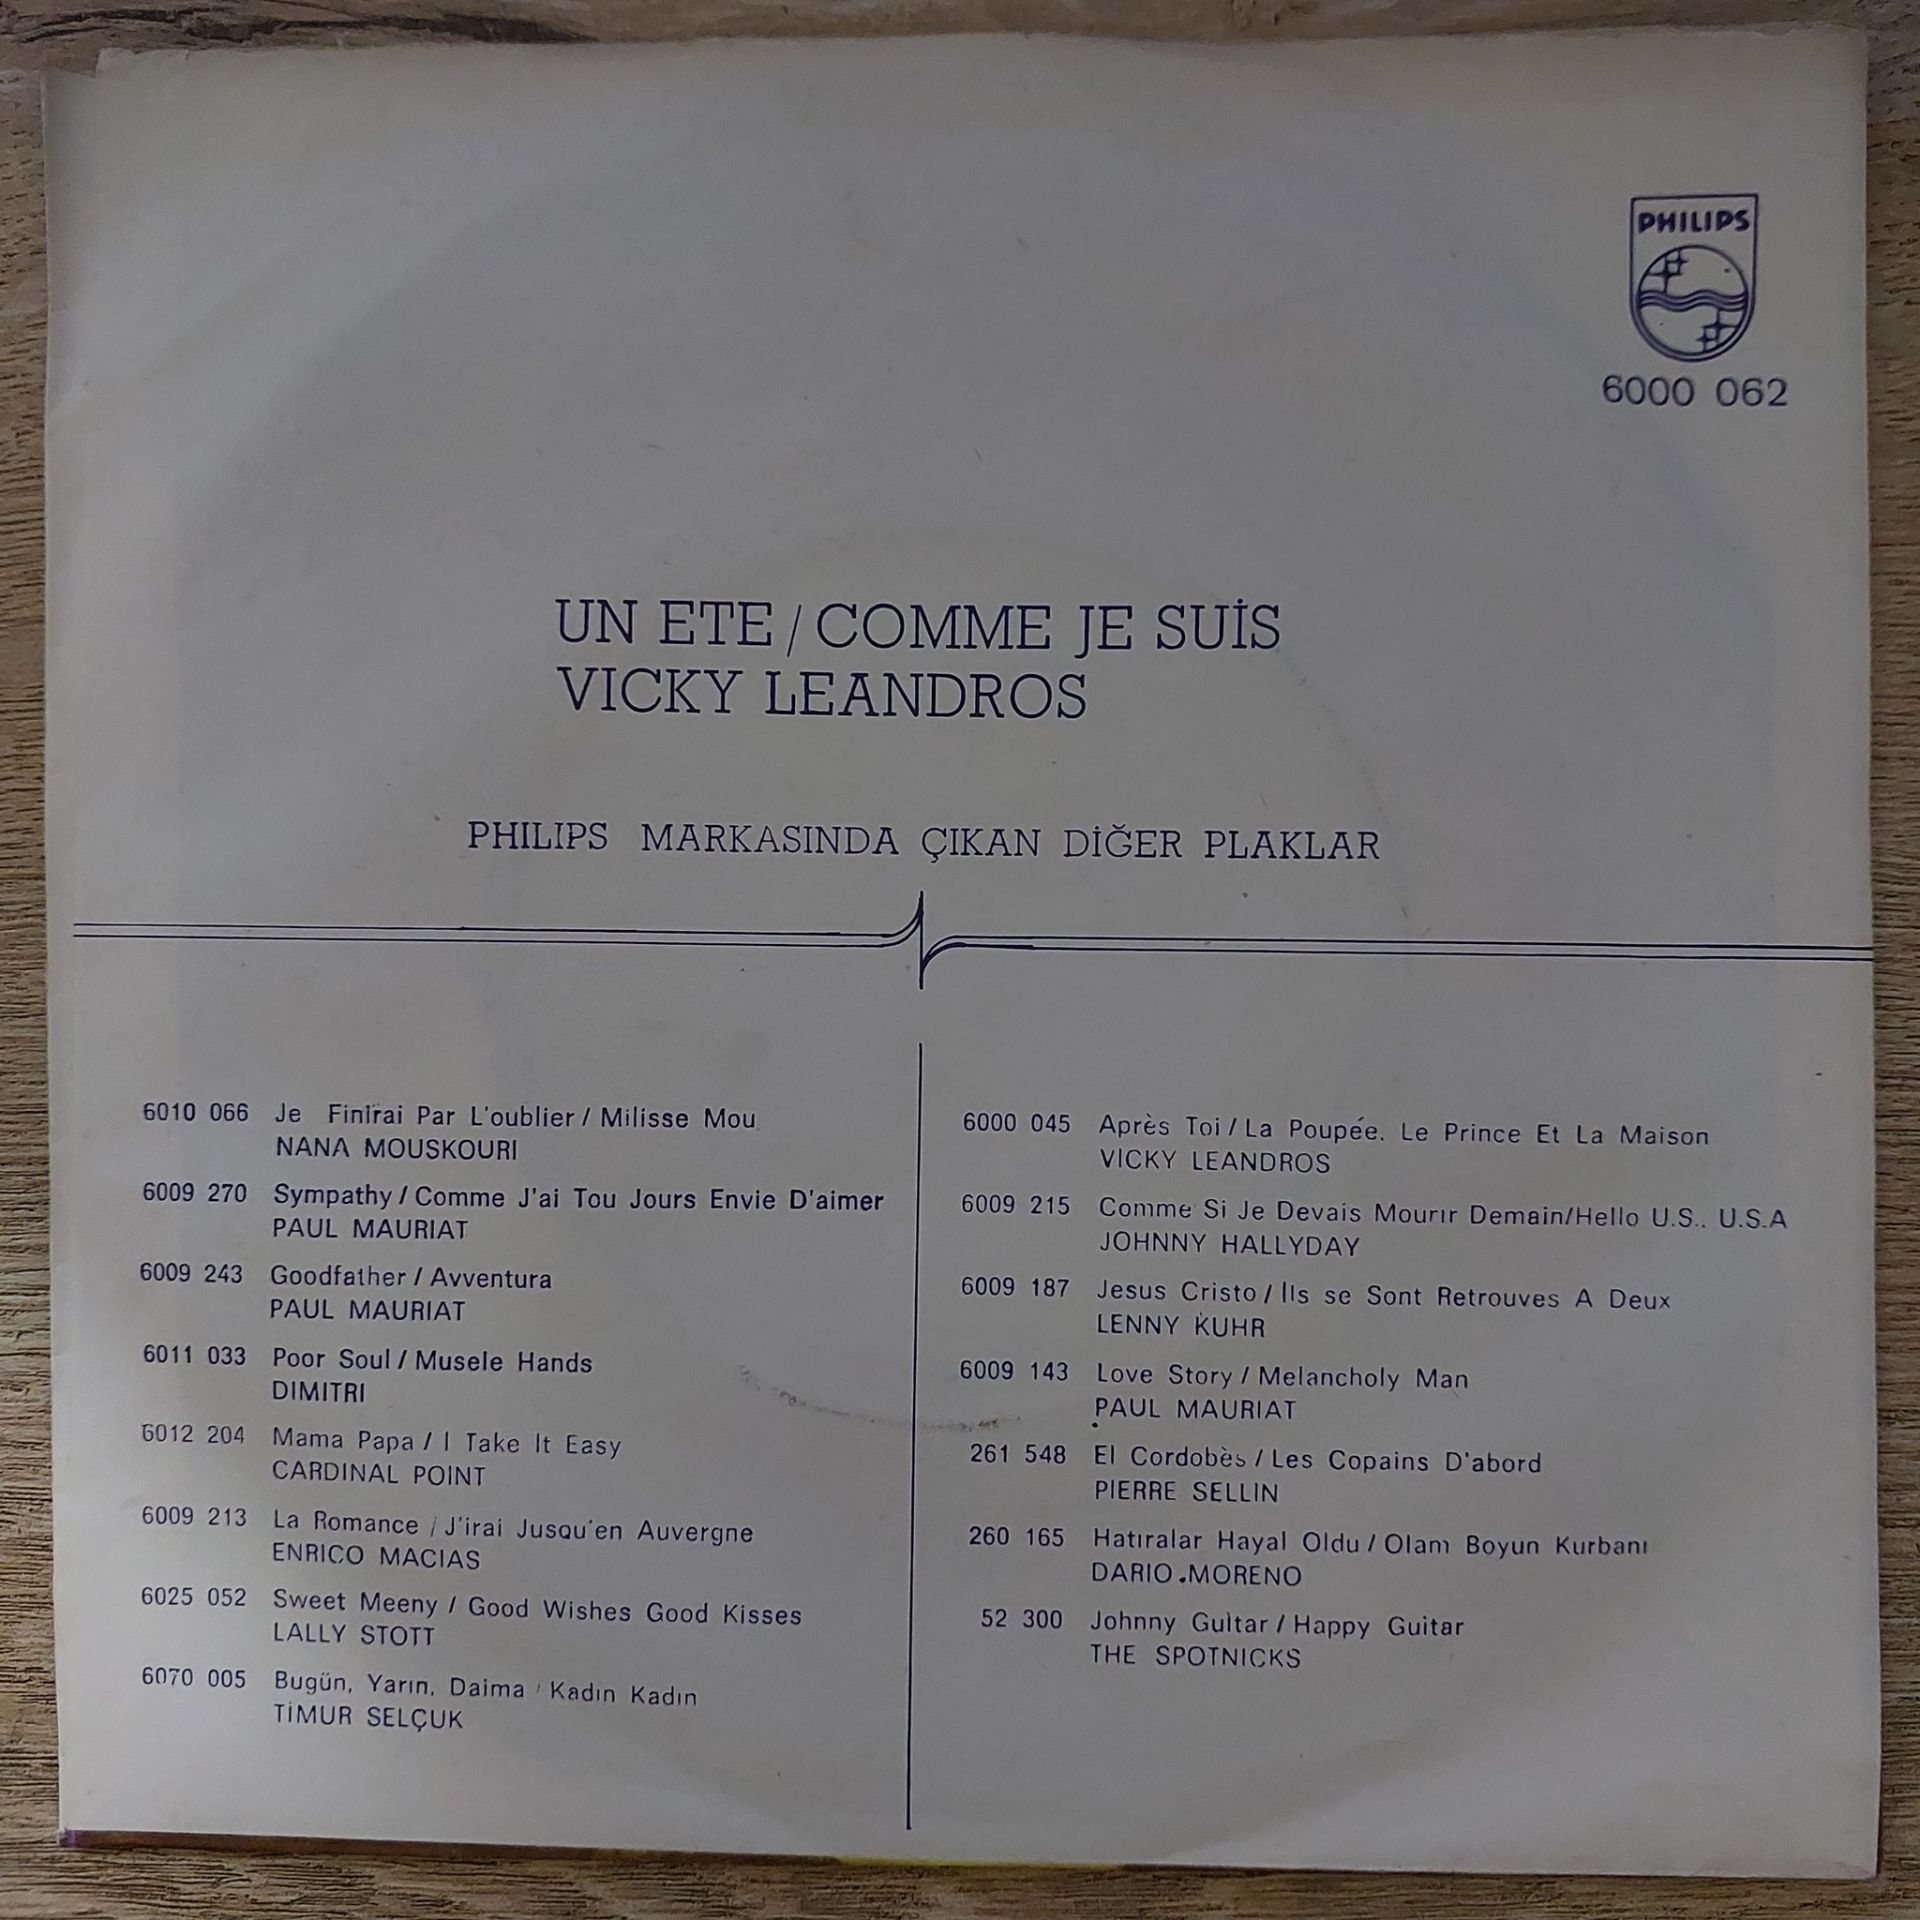 PHILIPS
6000 062
UN ETE / COMME JE SUİS
VICKY LEANDROS
PHILIPS MARKASINDA ÇIKAN DİĞER PLAKLAR
6010 066 Je Finirai Par L'oublier / Milisse Mou
NANA MOUSKOURI
6009 270 Sympathy / Comme J'ai Tou Jours Envie D'aimer
PAUL MAURIAT
6009 243 Goodfather / Avventura
PAUL MAURIAT
6011 033 Poor Soul / Musele Hands
DIMITRI
6012 204 Mama Papa / I Take It Easy
CARDINAL POINT
6009 213 La Romance / J'irai Jusqu'en Auvergne
ENRICO MACIAS
6025 052 Sweet Meeny / Good Wishes Good Kisses
LALLY STOTT
6070 005 Bugün, Yarın, Daima / Kadın Kadın
TİMUR SELÇUK
6000 045 Après Toi / La Poupée. Le Prince Et La Maison
VICKY LEANDROS
6009 215 Comme Si Je Devais Mourir Demain/Hello U.S.. U.S.A
JOHNNY HALLYDAY
6009 187 Jesus Cristo / Ils se Sont Retrouves A Deux
LENNY KUHR
6009 143 Love Story / Melancholy Man
PAUL MAURIAT
261 548 El Cordobès / Les Copains D'abord
PIERRE SELLIN
260 165 Hatıralar Hayal Oldu / Olam Boyun Kurbanı
DARIO.MORENO
52 300 Johnny Guitar / Happy Guitar
THE SPOTNICKS